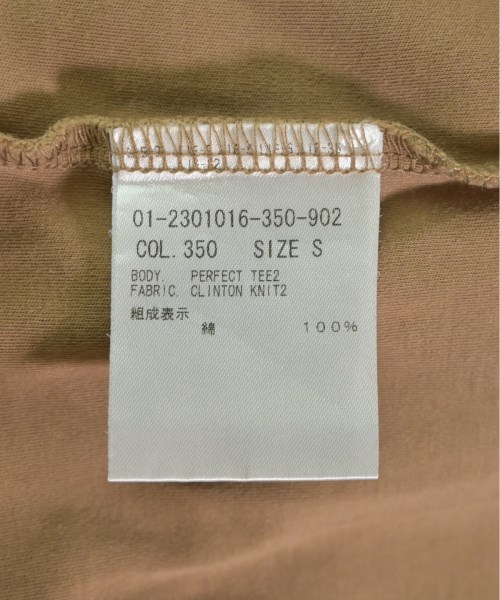 01-2301016-350-902
COL. 350 SIZE S
BODY. PERFECT TEE2
FABRIC. CLINTON KNIT2
組成表示
綿 100%